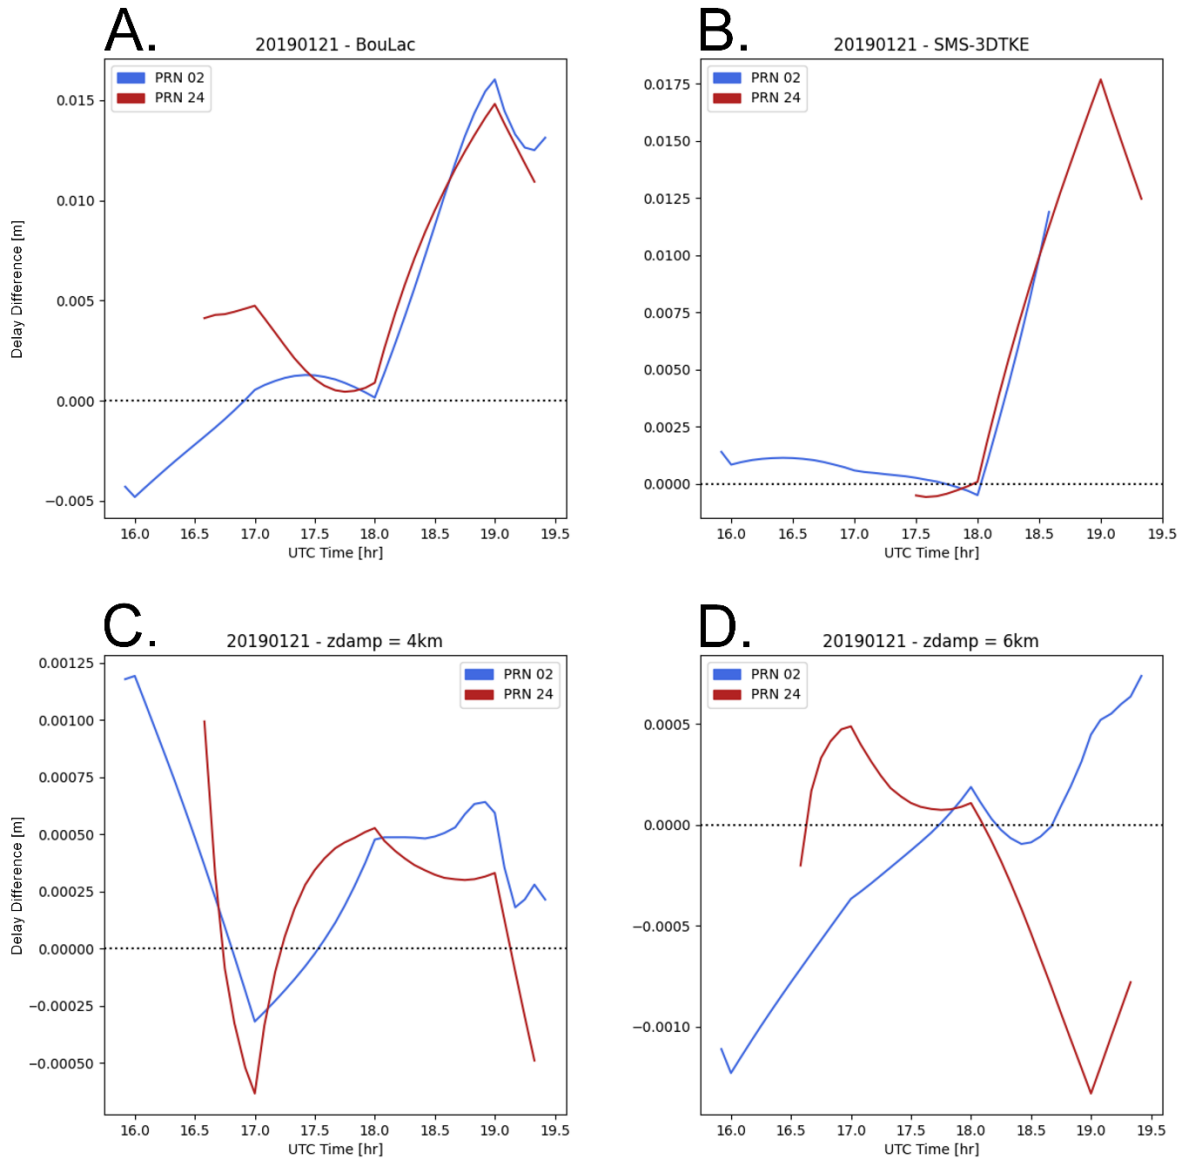 A.
20190121 - BouLac
PRN 02
PRN 24
0.015
0.010
0.005
0.000
−0.005
Delay Difference [m]
16.0 16.5 17.0 17.5 18.0 18.5 19.0 19.5
UTC Time [hr]
B.
20190121 - SMS-3DTKE
PRN 02
PRN 24
0.0175
0.0150
0.0125
0.0100
0.0075
0.0050
0.0025
0.0000
16.0 16.5 17.0 17.5 18.0 18.5 19.0 19.5
UTC Time [hr]
C.
20190121 - zdamp = 4km
PRN 02
PRN 24
0.00125
0.00100
0.00075
0.00050
0.00025
0.00000
−0.00025
−0.00050
Delay Difference [m]
16.0 16.5 17.0 17.5 18.0 18.5 19.0 19.5
UTC Time [hr]
D.
20190121 - zdamp = 6km
PRN 02
PRN 24
0.0005
0.0000
−0.0005
−0.0010
16.0 16.5 17.0 17.5 18.0 18.5 19.0 19.5
UTC Time [hr]